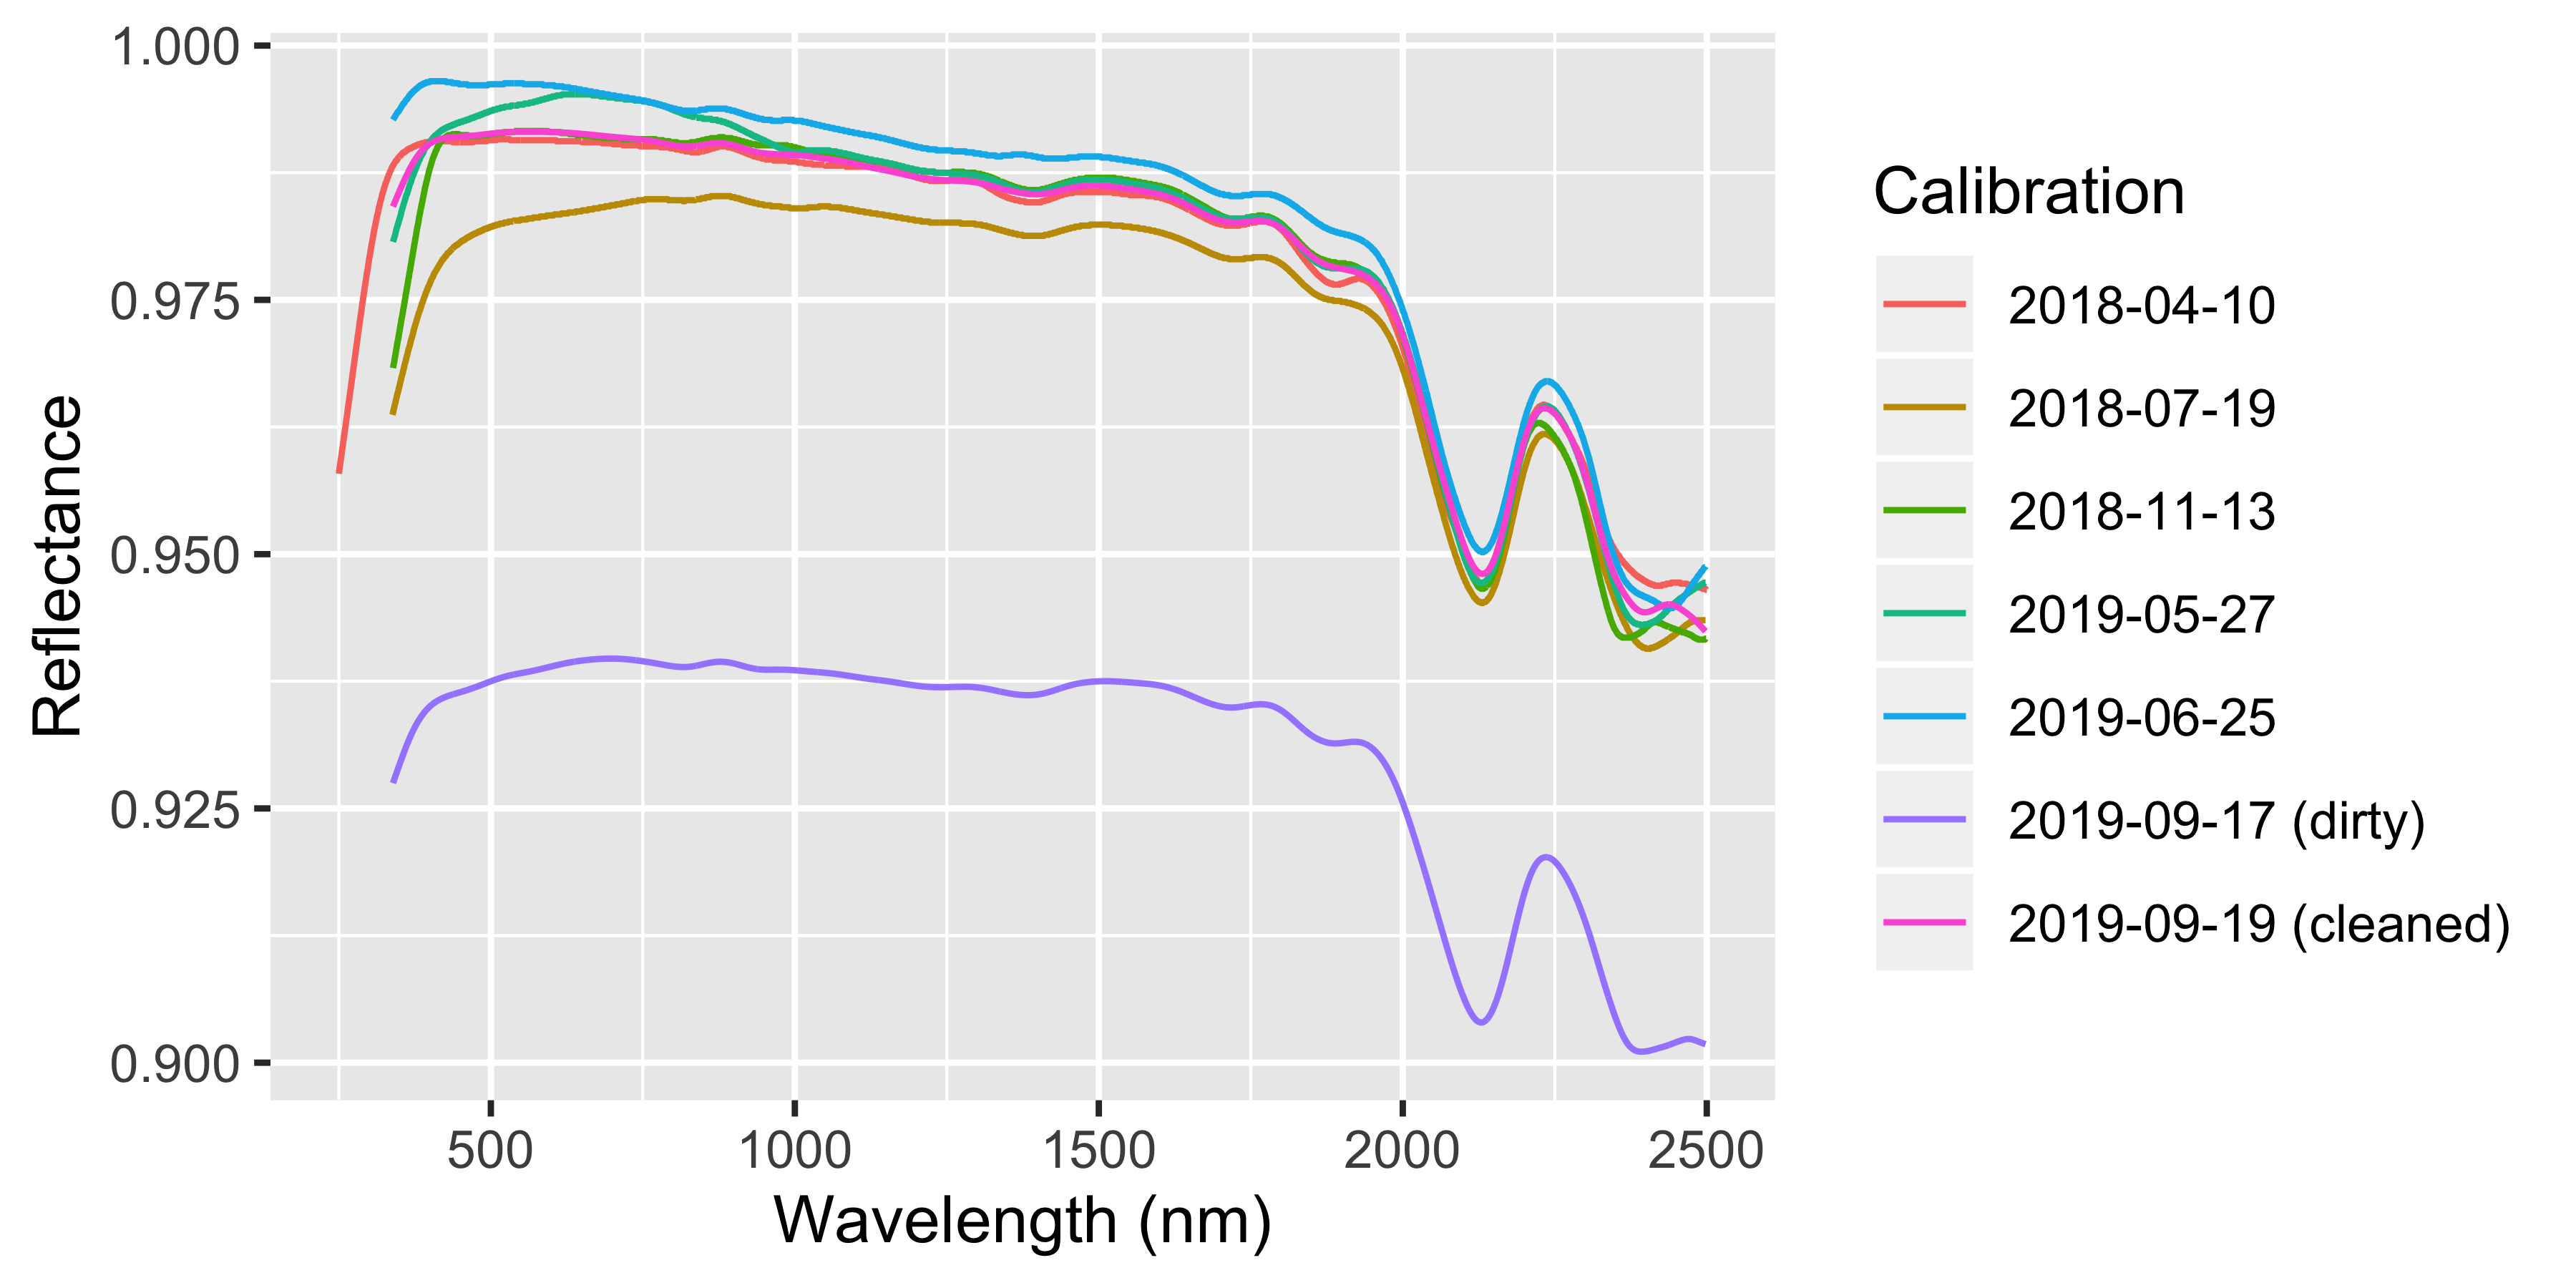 1.000
0.975
0.950
0.925
0.900
Reflectance
500 1000 1500 2000 2500
Wavelength (nm)
Calibration
2018-04-10
2018-07-19
2018-11-13
2019-05-27
2019-06-25
2019-09-17 (dirty)
2019-09-19 (cleaned)